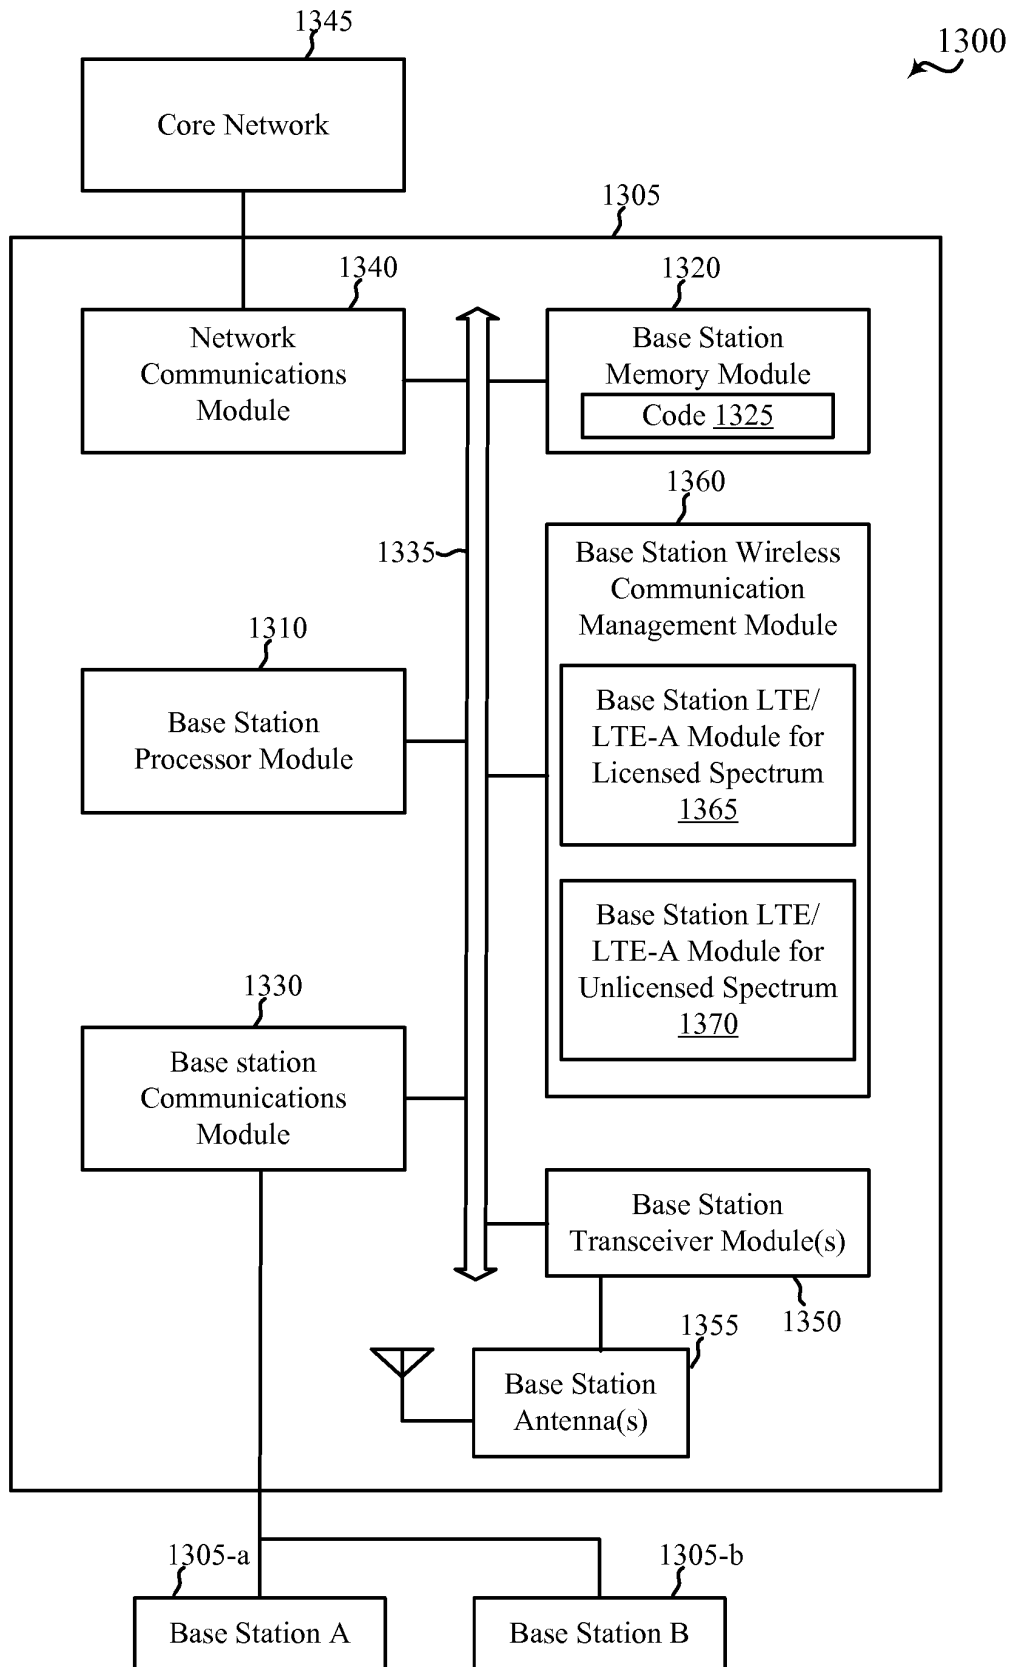 1345
1300
Core Network
1305
1340
1320
Network
Communications
Module
Base Station
Memory Module
Code 1325
1360
1335
Base Station Wireless
Communication
Management Module
1310
Base Station
Processor Module
Base Station LTE/
LTE-A Module for
Licensed Spectrum
1365
Base Station LTE/
LTE-A Module for
Unlicensed Spectrum
1370
1330
Base station
Communications
Module
Base Station
Transceiver Module(s)
1350
1355
Base Station
Antenna(s)
1305-a
1305-b
Base Station A
Base Station B